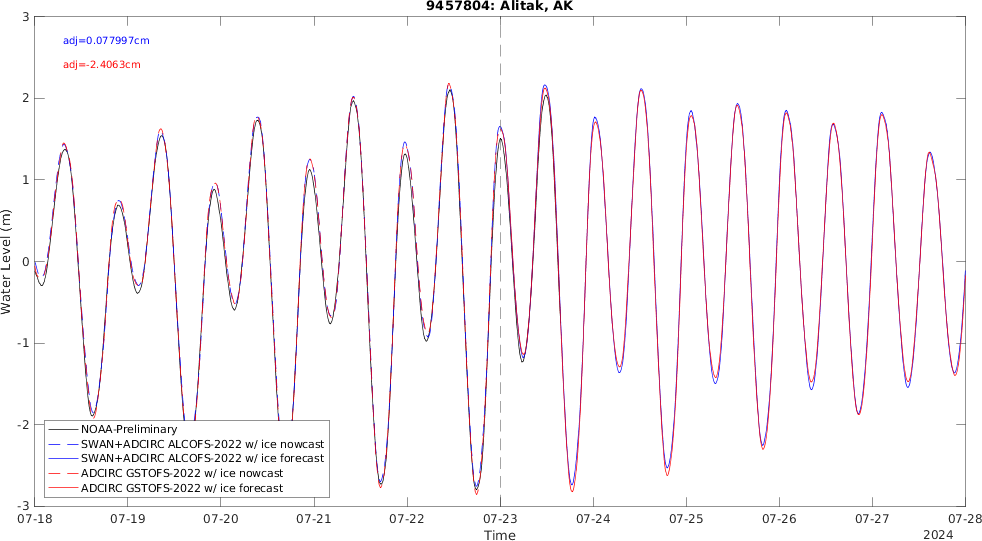 9457804: Alitak, AK
adj=0.077997cm
adj=-2.4063cm
3
2
1
0
-1
-2
-3
Water Level (m)
NOAA-Preliminary
SWAN+ADCIRC ALCOFS-2022 w/ ice nowcast
SWAN+ADCIRC ALCOFS-2022 w/ ice forecast
ADCIRC GSTOFS-2022 w/ ice nowcast
ADCIRC GSTOFS-2022 w/ ice forecast
07-18 07-19 07-20 07-21 07-22 07-23 07-24 07-25 07-26 07-27 07-28
Time
2024